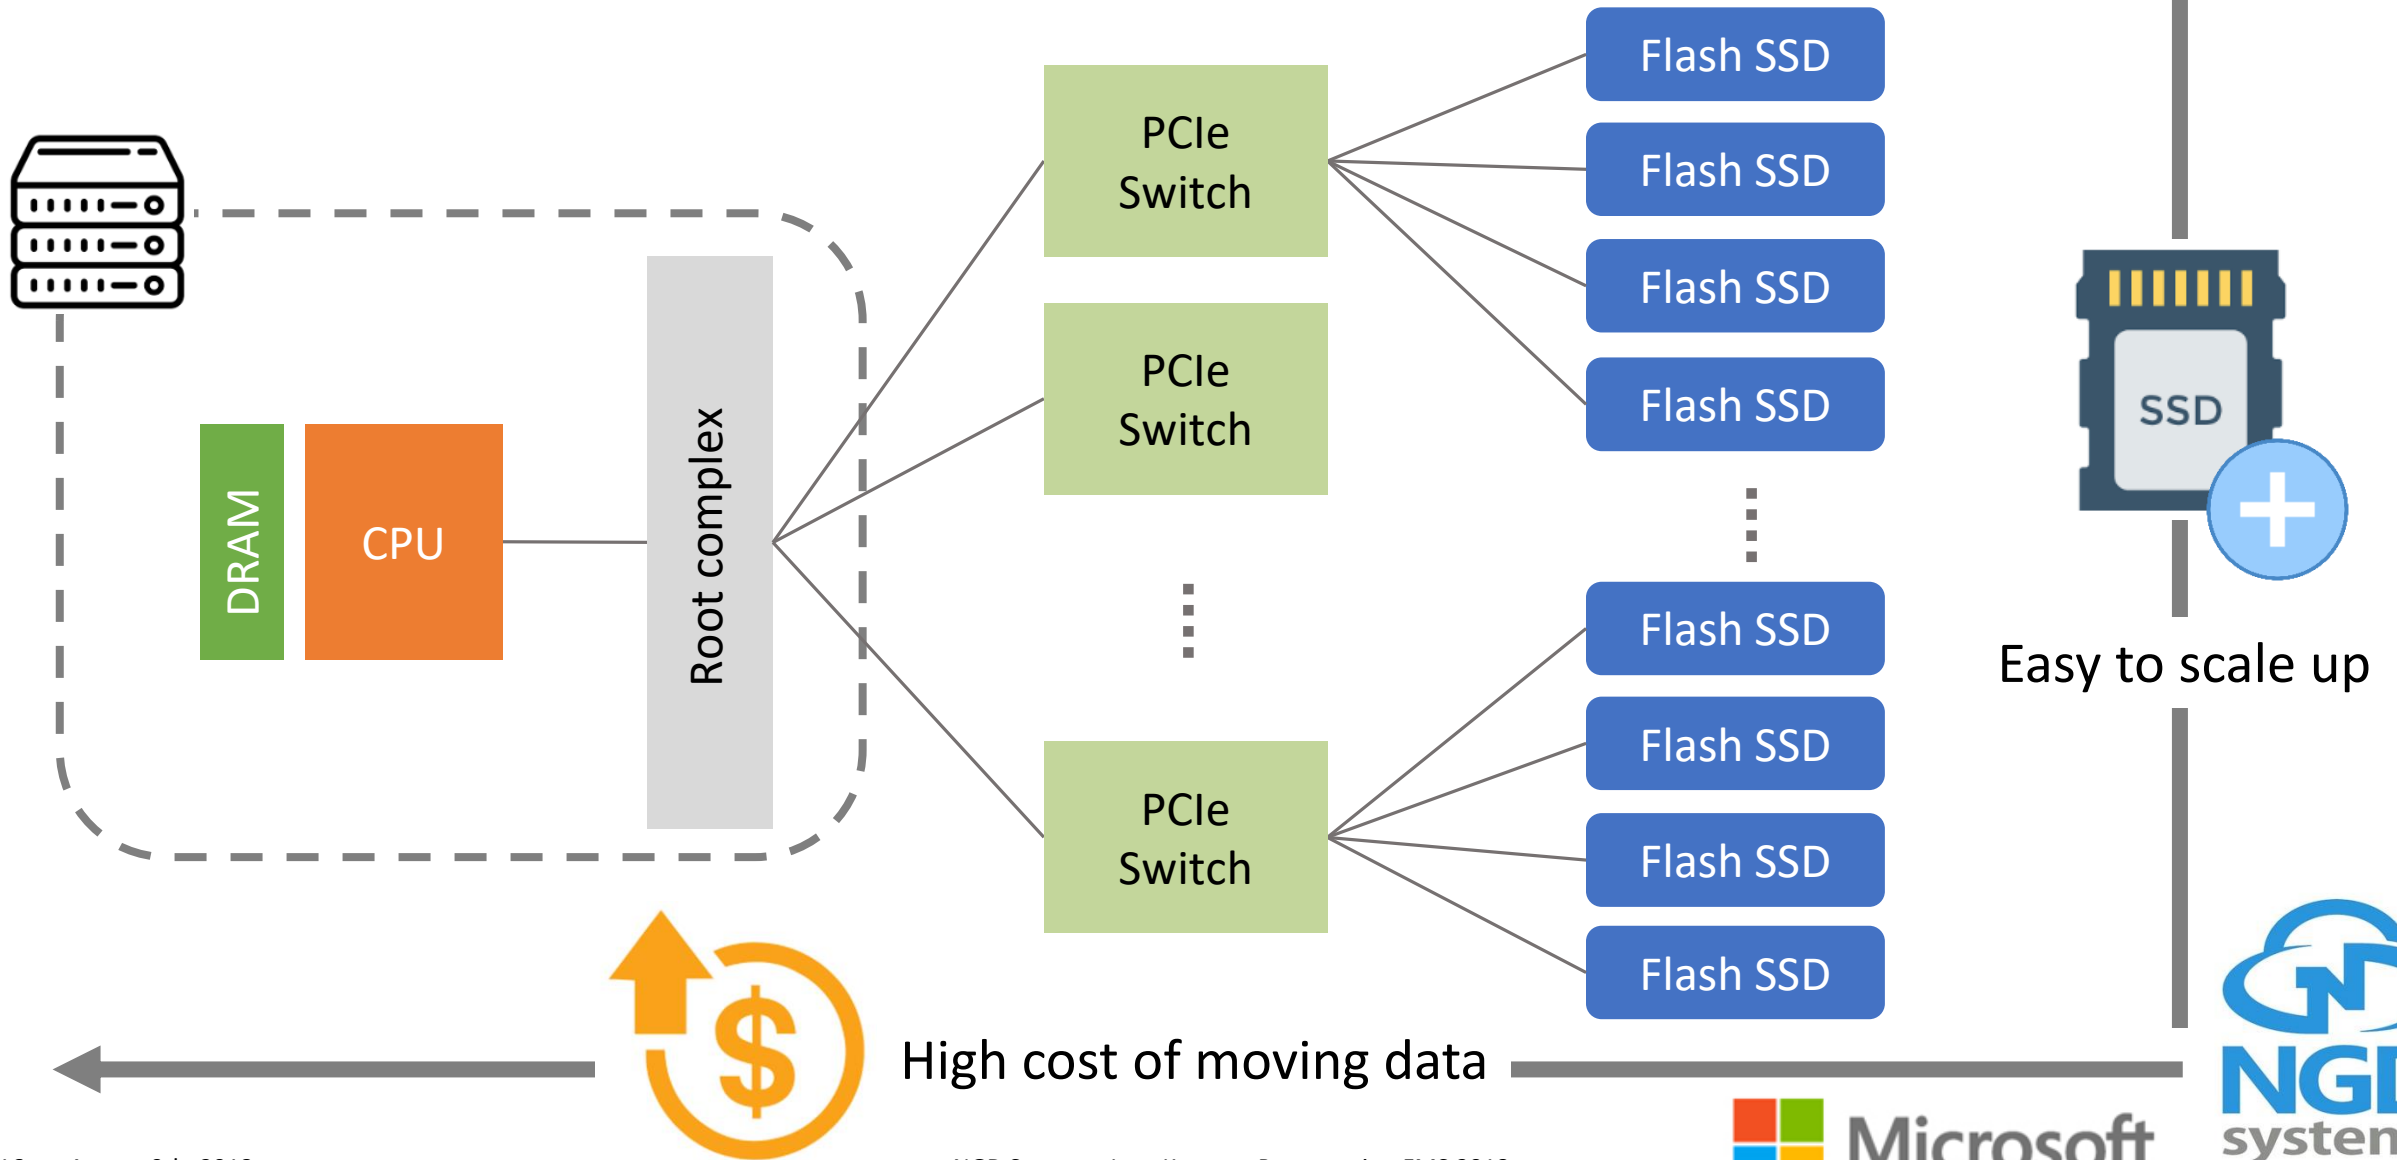 Flash SSD
PCIe
Switch
Flash SSD
Flash SSD
PCIe
Switch
Flash SSD
SSD
DRAM
CPU
Root complex
Flash SSD
Easy to scale up
Flash SSD
PCIe
Switch
Flash SSD
Flash SSD
$
High cost of moving data
NGD
system
Microsoft